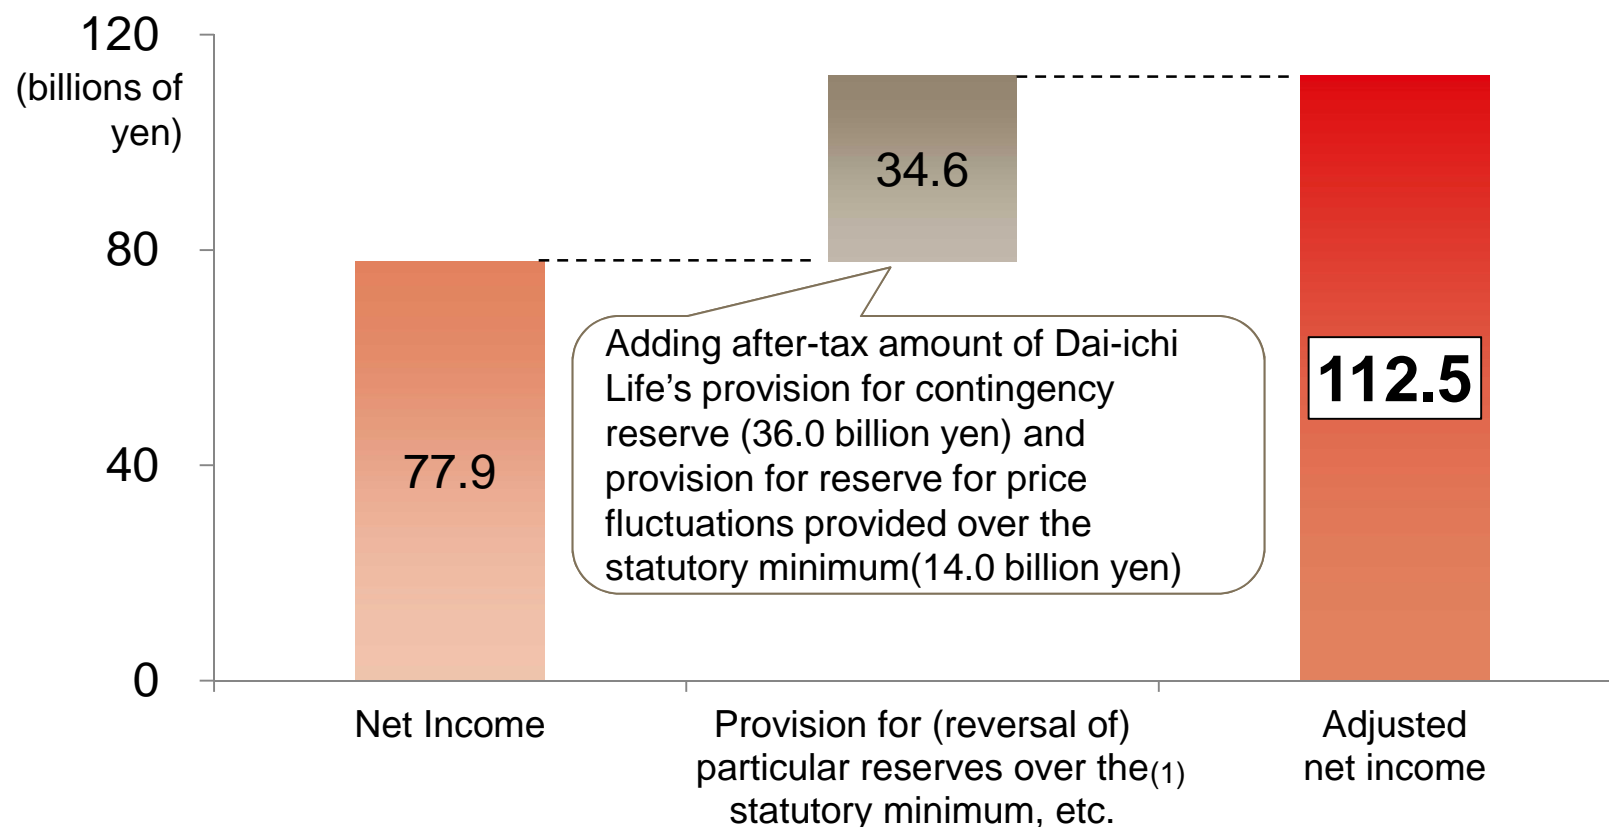 120
(billions of
yen)
80
40
0
77.9
34.6
112.5
Adding after-tax amount of Dai-ichi
Life’s provision for contingency
reserve (36.0 billion yen) and
provision for reserve for price
fluctuations provided over the
statutory minimum(14.0 billion yen)
Net Income
Provision for (reversal of)
particular reserves over the(1)
statutory minimum, etc.
Adjusted
net income